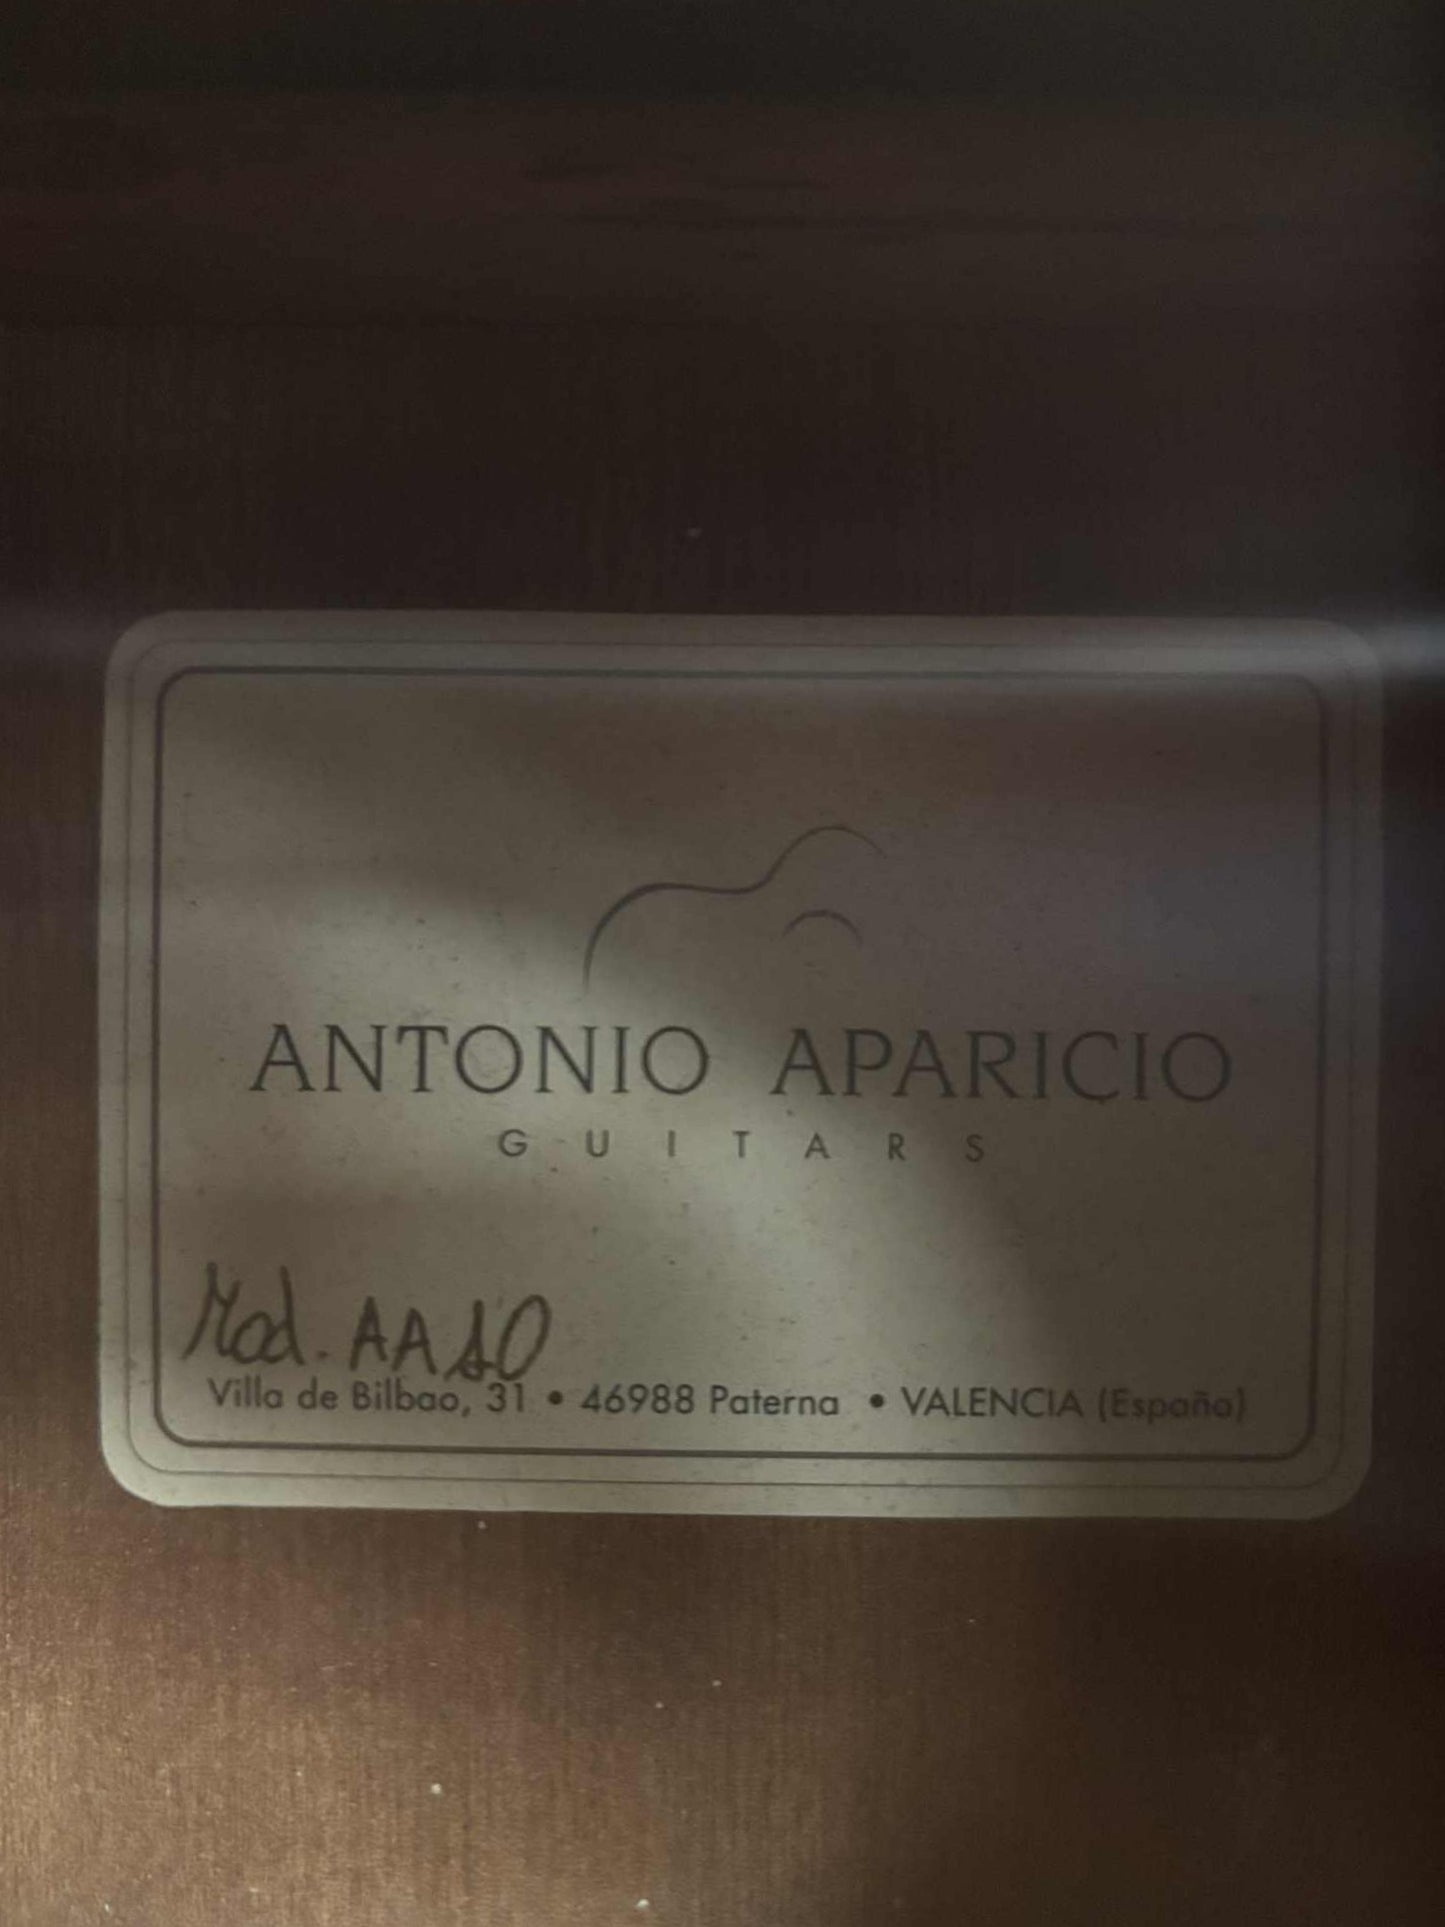 ANTONIO APARICIO
GUITARS
Mod. AA10
Villa de Bilbao, 31 • 46988 Paterna • VALENCIA (España)